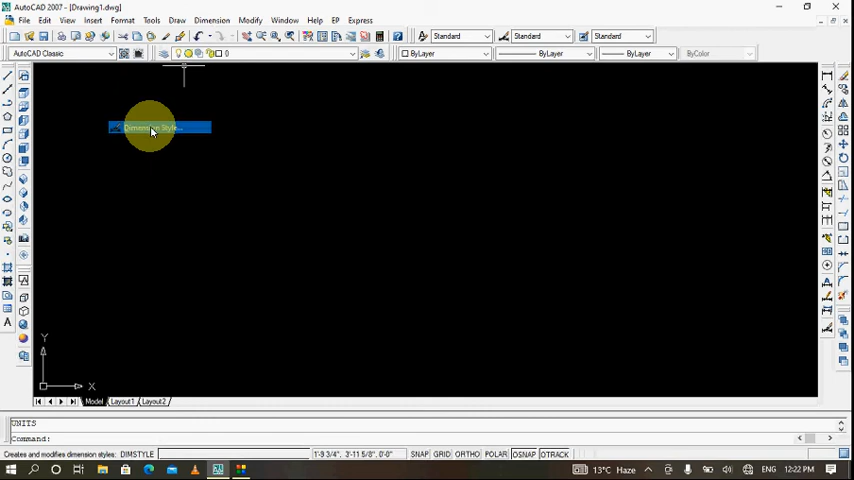 AutoCAD 2007 - [Drawing1.dwg]
File Edit View Insert Format Tools Draw Dimension Modify Window Help EP Express
Standard Standard Standard
AutoCAD Classic 0 ByLayer ByLayer ByLayer ByColor
Dimension Style...
Y
X
Model Layout1 Layout2
UNITS
Command:
Creates and modifies dimension styles: DIMSTYLE 1'-9 3/4", 3'-11 5/8", 0'-0" SNAP GRID ORTHO POLAR OSNAP OTRACK
13°C Haze ENG 12:22 PM